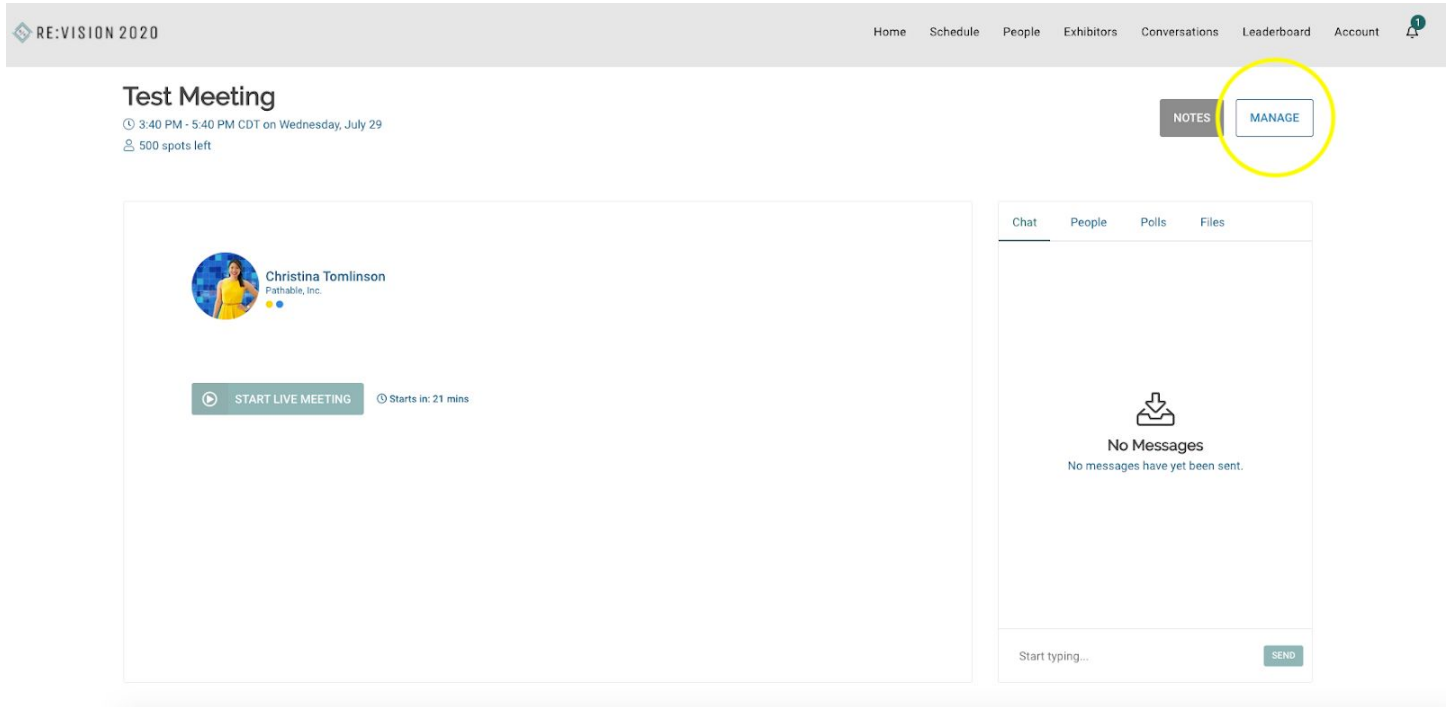 RE:VISION 2020
Home Schedule People Exhibitors Conversations Leaderboard Account 1
Test Meeting
3:40 PM - 5:40 PM CDT on Wednesday, July 29
500 spots left
NOTES MANAGE
Christina Tomlinson
Pathable, Inc.
START LIVE MEETING Starts in: 21 mins
Chat People Polls Files
No Messages
No messages have yet been sent.
Start typing... SEND